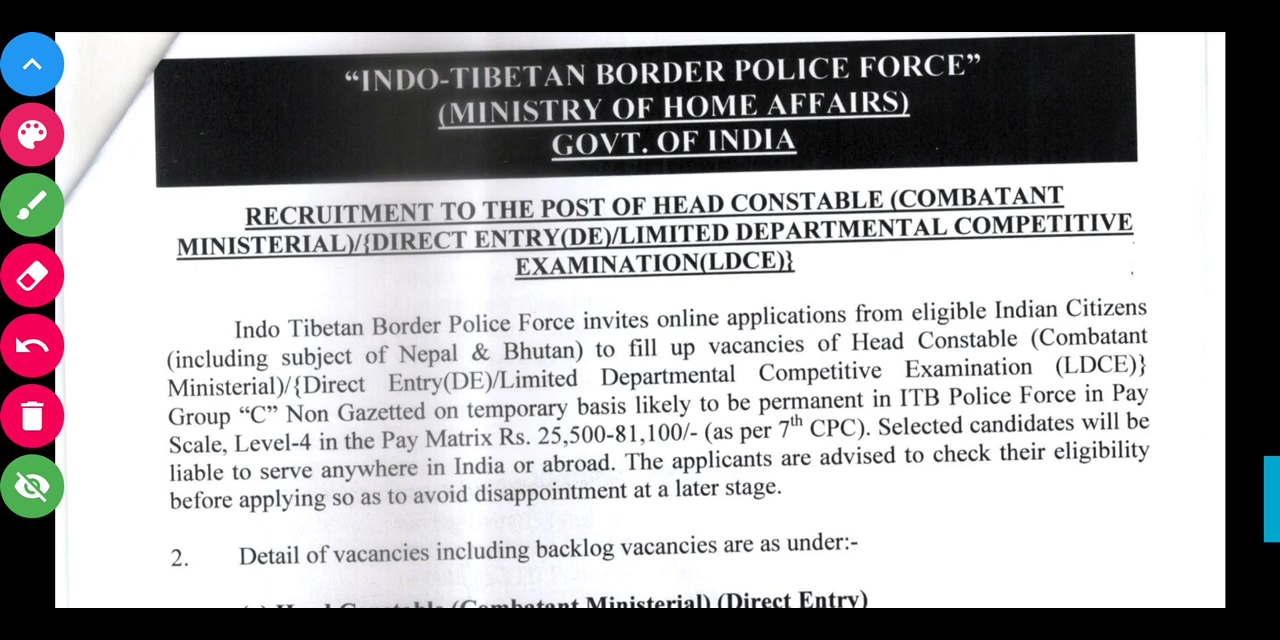 “INDO-TIBETAN BORDER POLICE FORCE”
(MINISTRY OF HOME AFFAIRS)
GOVT. OF INDIA
RECRUITMENT TO THE POST OF HEAD CONSTABLE (COMBATANT
MINISTERIAL)/{DIRECT ENTRY(DE)/LIMITED DEPARTMENTAL COMPETITIVE
EXAMINATION(LDCE)}
Indo Tibetan Border Police Force invites online applications from eligible Indian Citizens
(including subject of Nepal & Bhutan) to fill up vacancies of Head Constable (Combatant
Ministerial)/{Direct Entry(DE)/Limited Departmental Competitive Examination (LDCE)}
Group “C” Non Gazetted on temporary basis likely to be permanent in ITB Police Force in Pay
Scale, Level-4 in the Pay Matrix Rs. 25,500-81,100/- (as per 7th CPC). Selected candidates will be
liable to serve anywhere in India or abroad. The applicants are advised to check their eligibility
before applying so as to avoid disappointment at a later stage.
2. Detail of vacancies including backlog vacancies are as under:-
Head Constable (Combatant Ministerial) (Direct Entry)